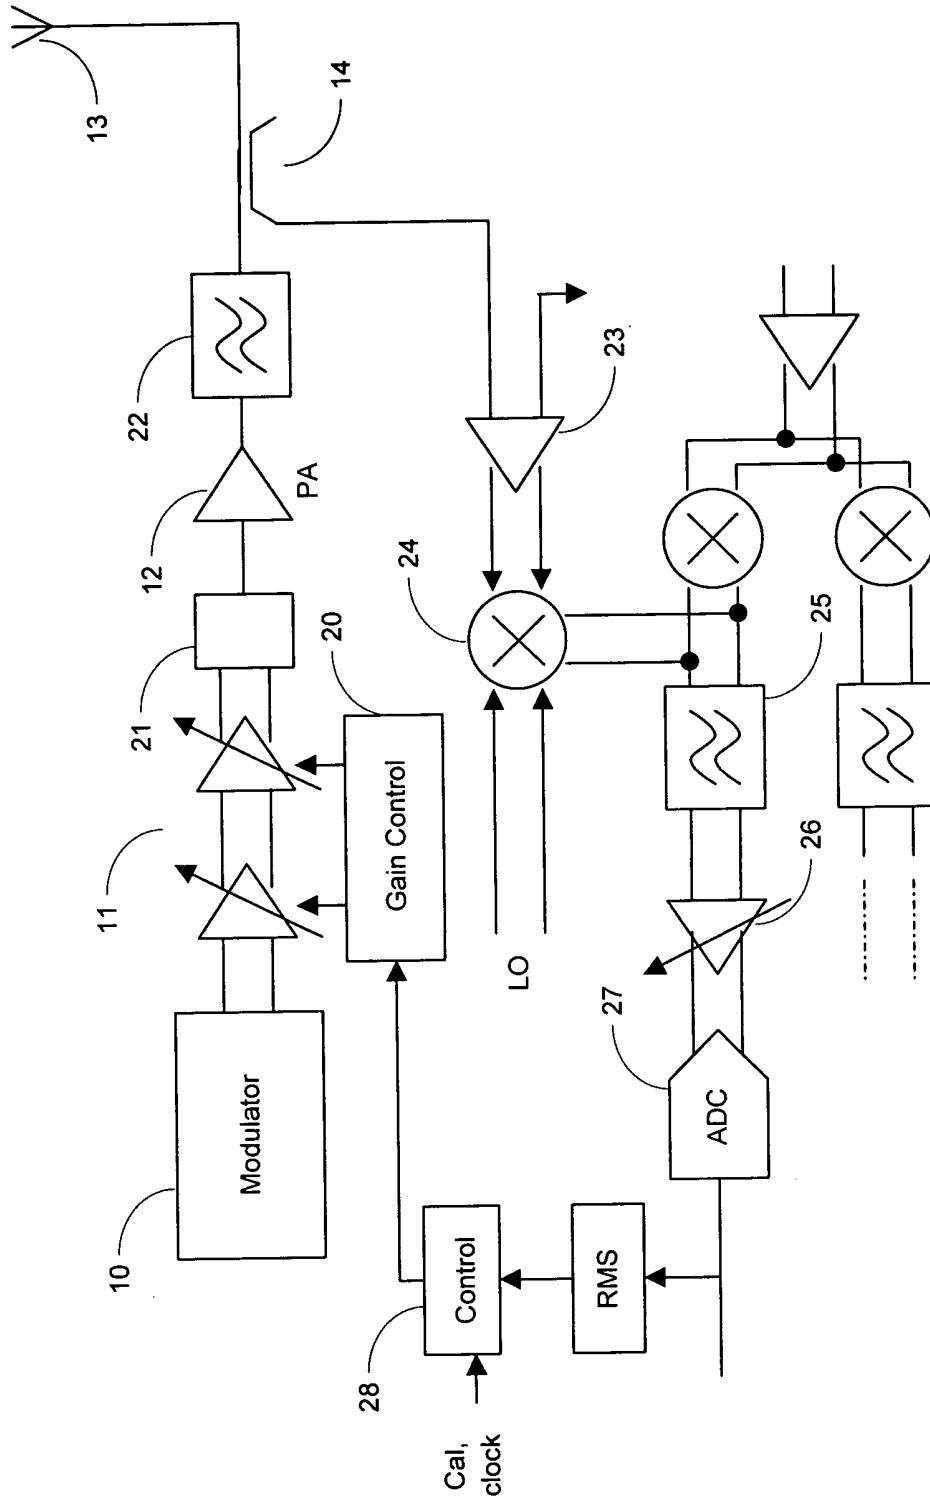 13
14
22
12
PA
21
11
20
Gain Control
Modulator
10
23
24
LO
25
26
27
ADC
RMS
Control
28
Cal,
clock